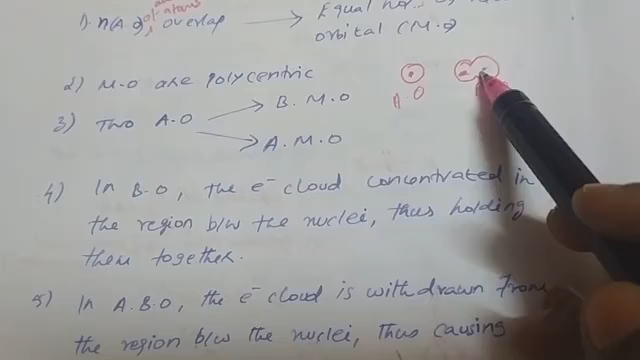 1) n(A.O) of atoms overlap → Equal
orbital (M.O)
2) M.O are polycentric
A O
3) Two A.O → B.M.O
→ A.M.O
4) In B.O, the e⁻ cloud concentrated in
the region b/w the nuclei, thus holding
them together.
5) In A.B.O, the e⁻ cloud is withdrawn from
the region b/w the nuclei, thus causing